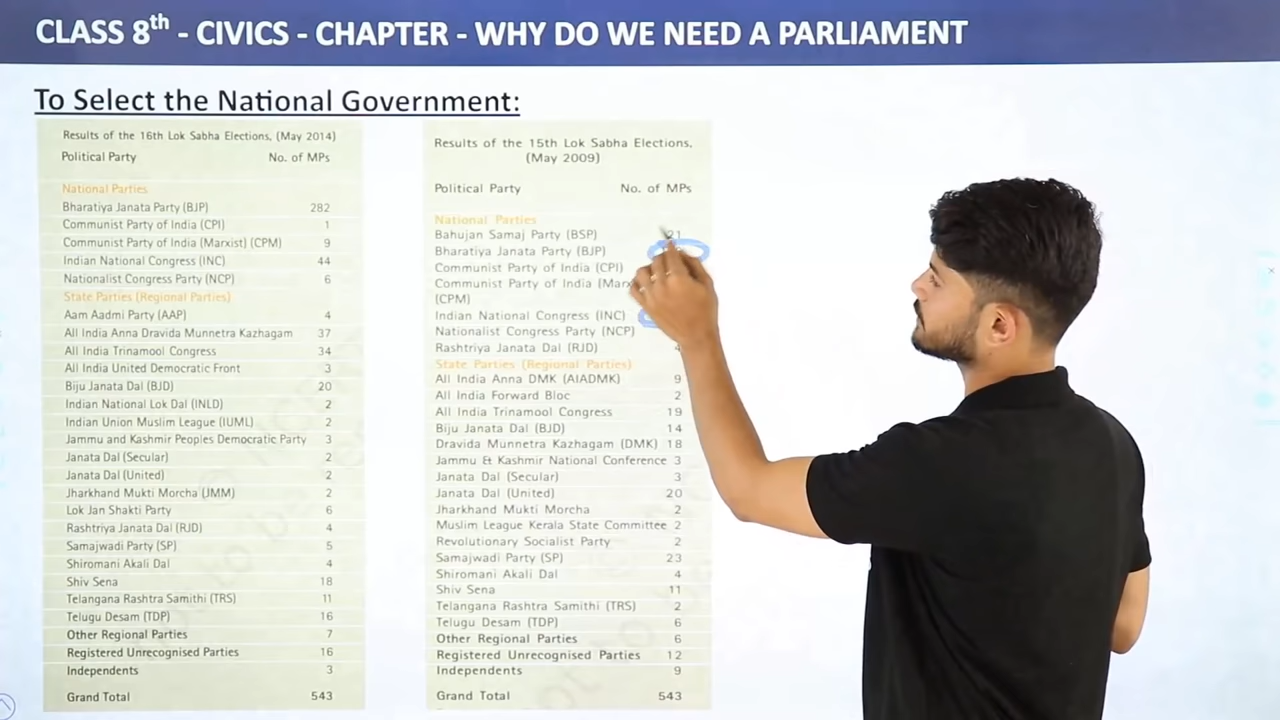 CLASS 8th - CIVICS - CHAPTER - WHY DO WE NEED A PARLIAMENT
To Select the National Government:
Results of the 16th Lok Sabha Elections, (May 2014)
Political Party No. of MPs
National Parties
Bharatiya Janata Party (BJP) 282
Communist Party of India (CPI) 1
Communist Party of India (Marxist) (CPM) 9
Indian National Congress (INC) 44
Nationalist Congress Party (NCP) 6
State Parties (Regional Parties)
Aam Aadmi Party (AAP) 4
All India Anna Dravida Munnetra Kazhagam 37
All India Trinamool Congress 34
All India United Democratic Front 3
Biju Janata Dal (BJD) 20
Indian National Lok Dal (INLD) 2
Indian Union Muslim League (IUML) 2
Jammu and Kashmir Peoples Democratic Party 3
Janata Dal (Secular) 2
Janata Dal (United) 2
Jharkhand Mukti Morcha (JMM) 2
Lok Jan Shakti Party 6
Rashtriya Janata Dal (RJD) 4
Samajwadi Party (SP) 5
Shiromani Akali Dal 4
Shiv Sena 18
Telangana Rashtra Samithi (TRS) 11
Telugu Desam (TDP) 16
Other Regional Parties 7
Registered Unrecognised Parties 16
Independents 3
Grand Total 543
Results of the 15th Lok Sabha Elections,
(May 2009)
Political Party No. of MPs
National Parties
Bahujan Samaj Party (BSP) 21
Bharatiya Janata Party (BJP)
Communist Party of India (CPI)
Communist Party of India
(CPM)
Indian National Congress (INC)
Nationalist Congress Party (NCP)
Rashtriya Janata Dal (RJD) 4
State Parties (Regional Parties)
All India Anna DMK (AIADMK) 9
All India Forward Bloc 2
All India Trinamool Congress 19
Biju Janata Dal (BJD) 14
Dravida Munnetra Kazhagam (DMK) 18
Jammu & Kashmir National Conference 3
Janata Dal (Secular) 3
Janata Dal (United) 20
Jharkhand Mukti Morcha 2
Muslim League Kerala State Committee 2
Revolutionary Socialist Party 2
Samajwadi Party (SP) 23
Shiromani Akali Dal 4
Shiv Sena 11
Telangana Rashtra Samithi (TRS) 2
Telugu Desam (TDP) 6
Other Regional Parties 6
Registered Unrecognised Parties 12
Independents 9
Grand Total 543